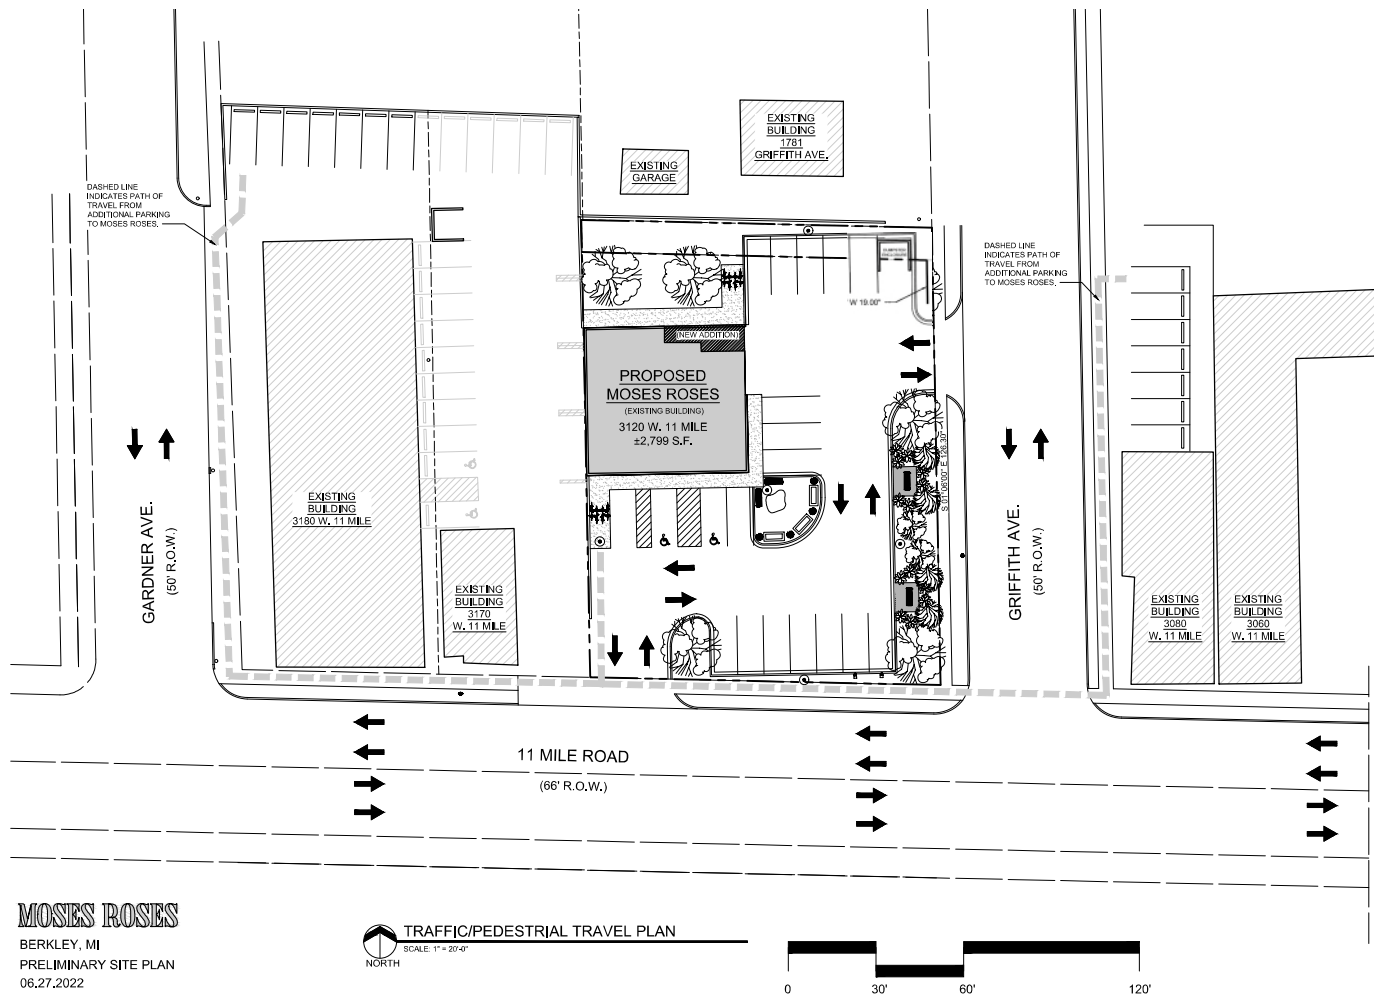 EXISTING
BUILDING
1781
GRIFFITH AVE.
EXISTING
GARAGE
DASHED LINE
INDICATES PATH OF
TRAVEL FROM
ADDITIONAL PARKING
TO MOSES ROSES.
DASHED LINE
INDICATES PATH OF
TRAVEL FROM
ADDITIONAL PARKING
TO MOSES ROSES.
W 19.00"
(NEW ADDITION)
PROPOSED
MOSES ROSES
(EXISTING BUILDING)
3120 W. 11 MILE
±2,799 S.F.
S 01°06'00" E 126.30'
GARDNER AVE.
(50' R.O.W.)
EXISTING
BUILDING
3180 W. 11 MILE
EXISTING
BUILDING
3170
W. 11 MILE
GRIFFITH AVE.
(50' R.O.W.)
EXISTING
BUILDING
3080
W. 11 MILE
EXISTING
BUILDING
3060
W. 11 MILE
11 MILE ROAD
(66' R.O.W.)
MOSES ROSES
BERKLEY, MI
PRELIMINARY SITE PLAN
06.27.2022
TRAFFIC/PEDESTRIAL TRAVEL PLAN
SCALE: 1" = 20'-0"
NORTH
0 30' 60' 120'